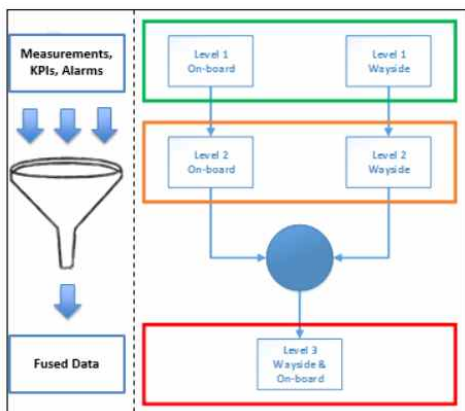 Measurements,
KPIs, Alarms
Fused Data
Level 1
On-board
Level 1
Wayside
Level 2
On-board
Level 2
Wayside
Level 3
Wayside &
On-board